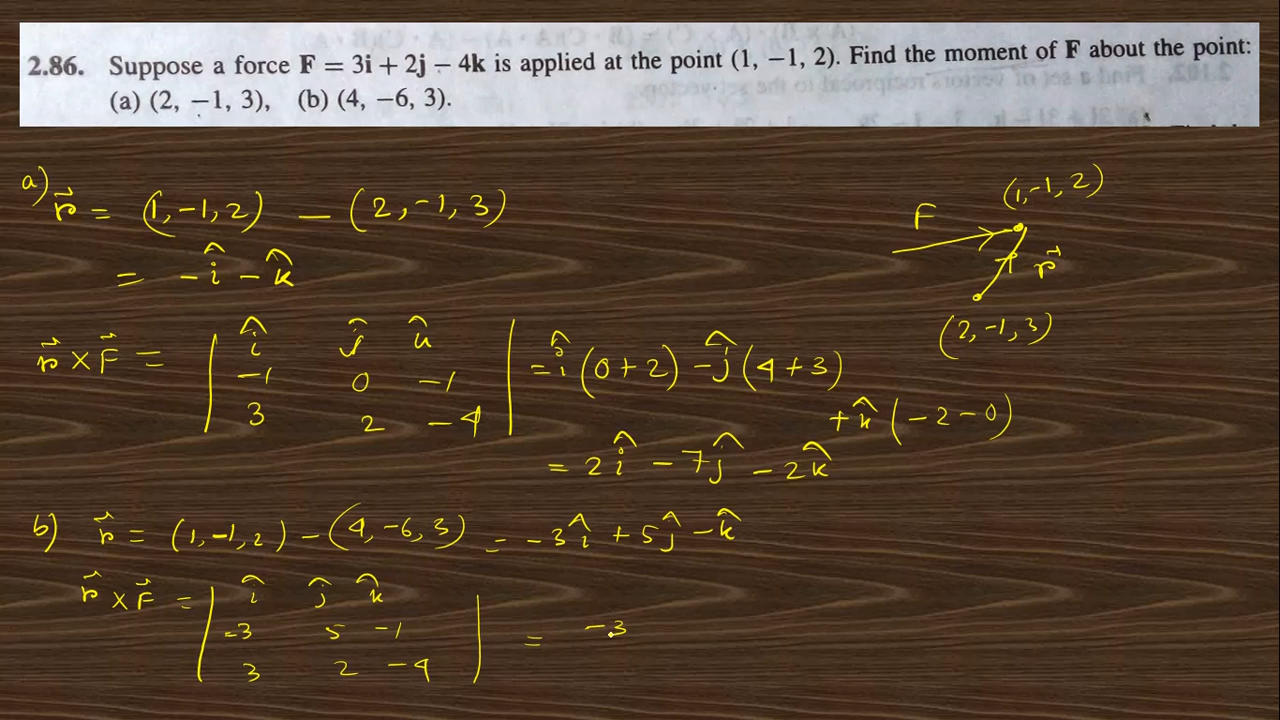 2.86. Suppose a force F = 3i + 2j − 4k is applied at the point (1, −1, 2). Find the moment of F about the point:
(a) (2, −1, 3), (b) (4, −6, 3).
a) r⃗ = (1,-1,2) − (2,-1,3)
= -î - k̂
(1,-1,2)
F
r⃗
(2,-1,3)
r⃗ × F⃗ = | î ĵ k̂ | = î (0+2) - ĵ (4+3)
-1 0 -1
+ k̂ (-2-0)
3 2 -4
= 2î - 7ĵ - 2k̂
b) r⃗ = (1,-1,2) - (4,-6,3) = -3î + 5ĵ - k̂
r⃗ × F⃗ = | î ĵ k̂ |
-3 5 -1 = -3
3 2 -4